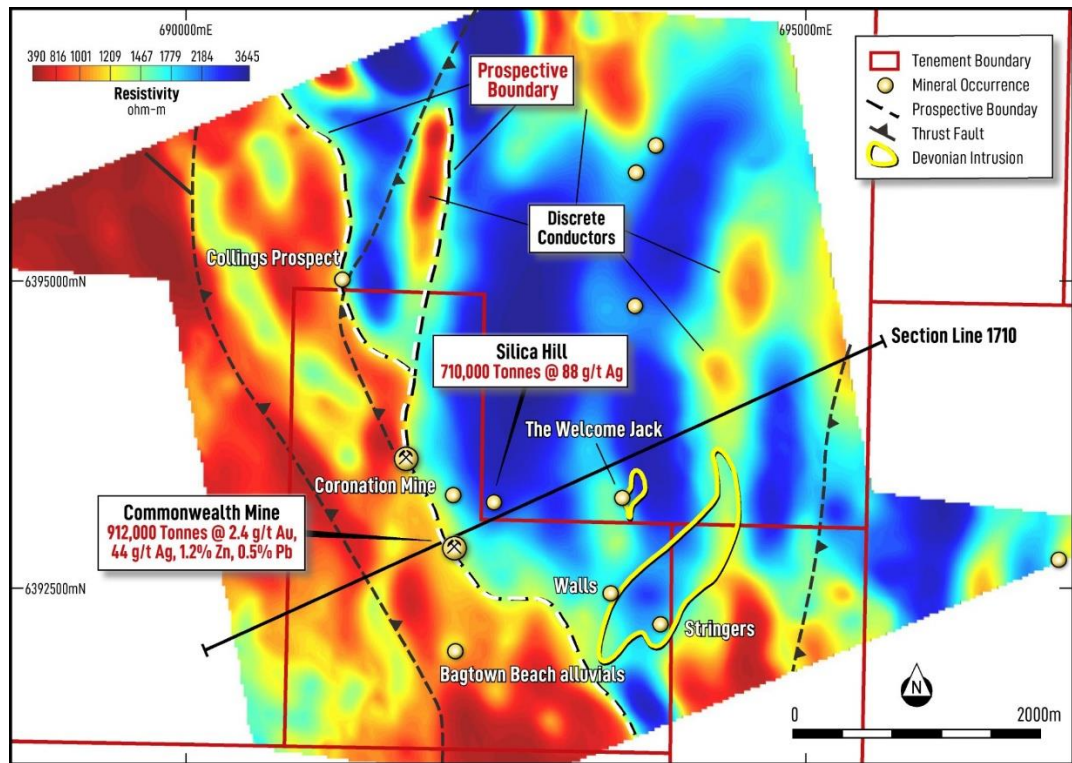 690000mE
695000mE
390 816 1001 1209 1467 1779 2184 3645
Resistivity
ohm-m
Prospective
Boundary
Tenement Boundary
Mineral Occurrence
Prospective Bounday
Thrust Fault
Devonian Intrusion
Discrete
Conductors
Collings Prospect
6395000mN
Section Line 1710
Silica Hill
710,000 Tonnes @ 88 g/t Ag
The Welcome Jack
Coronation Mine
Commonwealth Mine
912,000 Tonnes @ 2.4 g/t Au,
44 g/t Ag, 1.2% Zn, 0.5% Pb
6392500mN
Walls
Stringers
Bagtown Beach alluvials
N
0 2000m